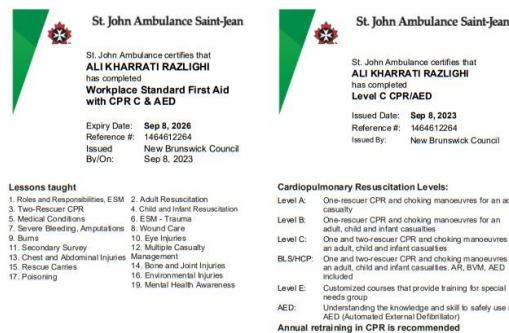 St. John Ambulance Saint-Jean
St. John Ambulance certifies that
ALI KHARRATI RAZLIGHI
has completed
Workplace Standard First Aid
with CPR C & AED
Expiry Date: Sep 8, 2026
Reference #: 1464612264
Issued New Brunswick Council
By/On: Sep 8, 2023
Lessons taught
1. Roles and Responsibilities, ESM 2. Adult Resuscitation
3. Two-Rescuer CPR 4. Child and Infant Resuscitation
5. Medical Conditions 6. ESM - Trauma
7. Severe Bleeding, Amputations 8. Wound Care
9. Burns 10. Eye Injuries
11. Secondary Survey 12. Multiple Casualty
13. Chest and Abdominal Injuries Management
15. Rescue Carries 14. Bone and Joint Injuries
17. Poisoning 16. Environmental Injuries
19. Mental Health Awareness
St. John Ambulance Saint-Jean
St. John Ambulance certifies that
ALI KHARRATI RAZLIGHI
has completed
Level C CPR/AED
Issued Date: Sep 8, 2023
Reference #: 1464612264
Issued By: New Brunswick Council
Cardiopulmonary Resuscitation Levels:
Level A: One-rescuer CPR and choking manoeuvres for an
casualty
Level B: One-rescuer CPR and choking manoeuvres for an
adult, child and infant casualties
Level C: One and two-rescuer CPR and choking manoeuvres
an adult, child and infant casualties
BLS/HCP: One and two-rescuer CPR and choking manoeuvres
an adult, child and infant casualties. AR, BVM, AED
included
Level E: Customized courses that provide training for special
needs group
AED: Understanding the knowledge and skill to safely use
AED (Automated External Defibrillator)
Annual retraining in CPR is recommended